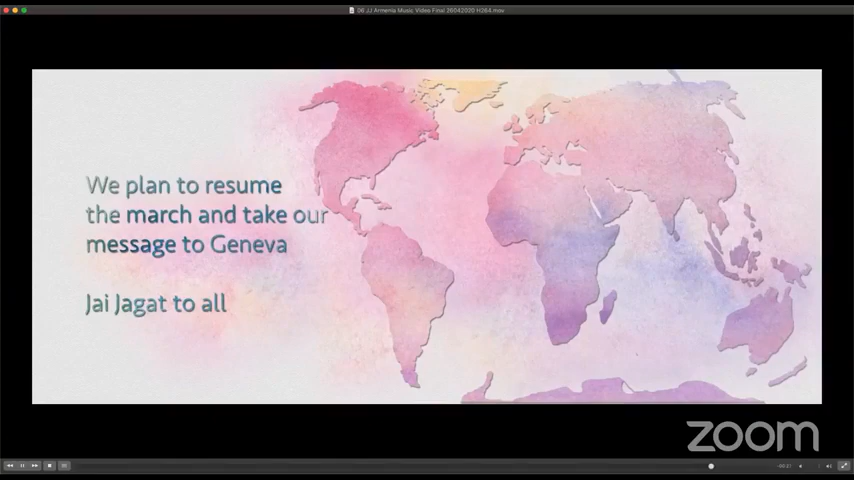 06 JJ Armenia Music Video Final 26042020 H264.mov
We plan to resume
the march and take our
message to Geneva
Jai Jagat to all
zoom
-00:21